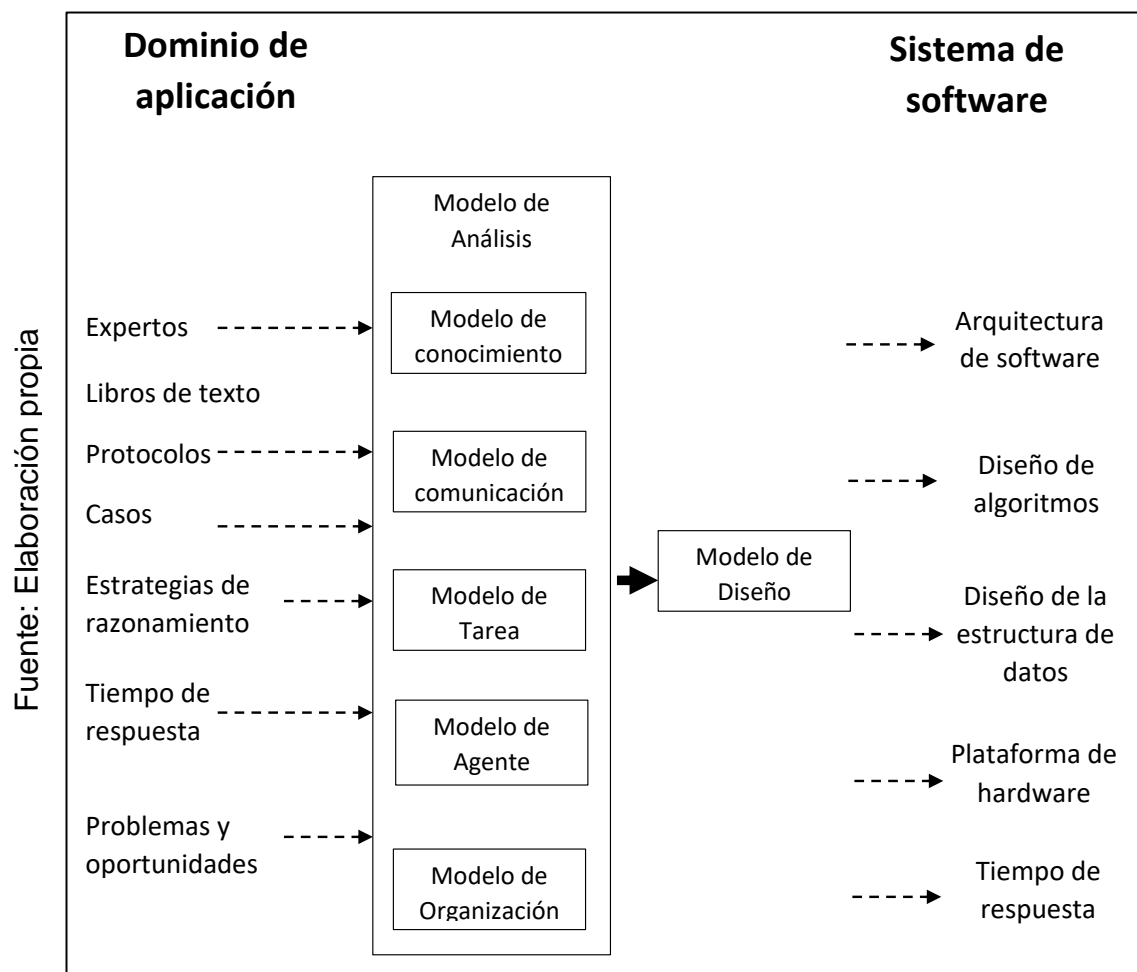 Dominio de
aplicación
Sistema de
software
Fuente: Elaboración propia
Expertos
Libros de texto
Protocolos
Casos
Estrategias de
razonamiento
Tiempo de
respuesta
Problemas y
oportunidades
Modelo de
Análisis
Modelo de
conocimiento
Modelo de
comunicación
Modelo de
Tarea
Modelo de
Agente
Modelo de
Organización
Modelo de
Diseño
Arquitectura
de software
Diseño de
algoritmos
Diseño de la
estructura de
datos
Plataforma de
hardware
Tiempo de
respuesta